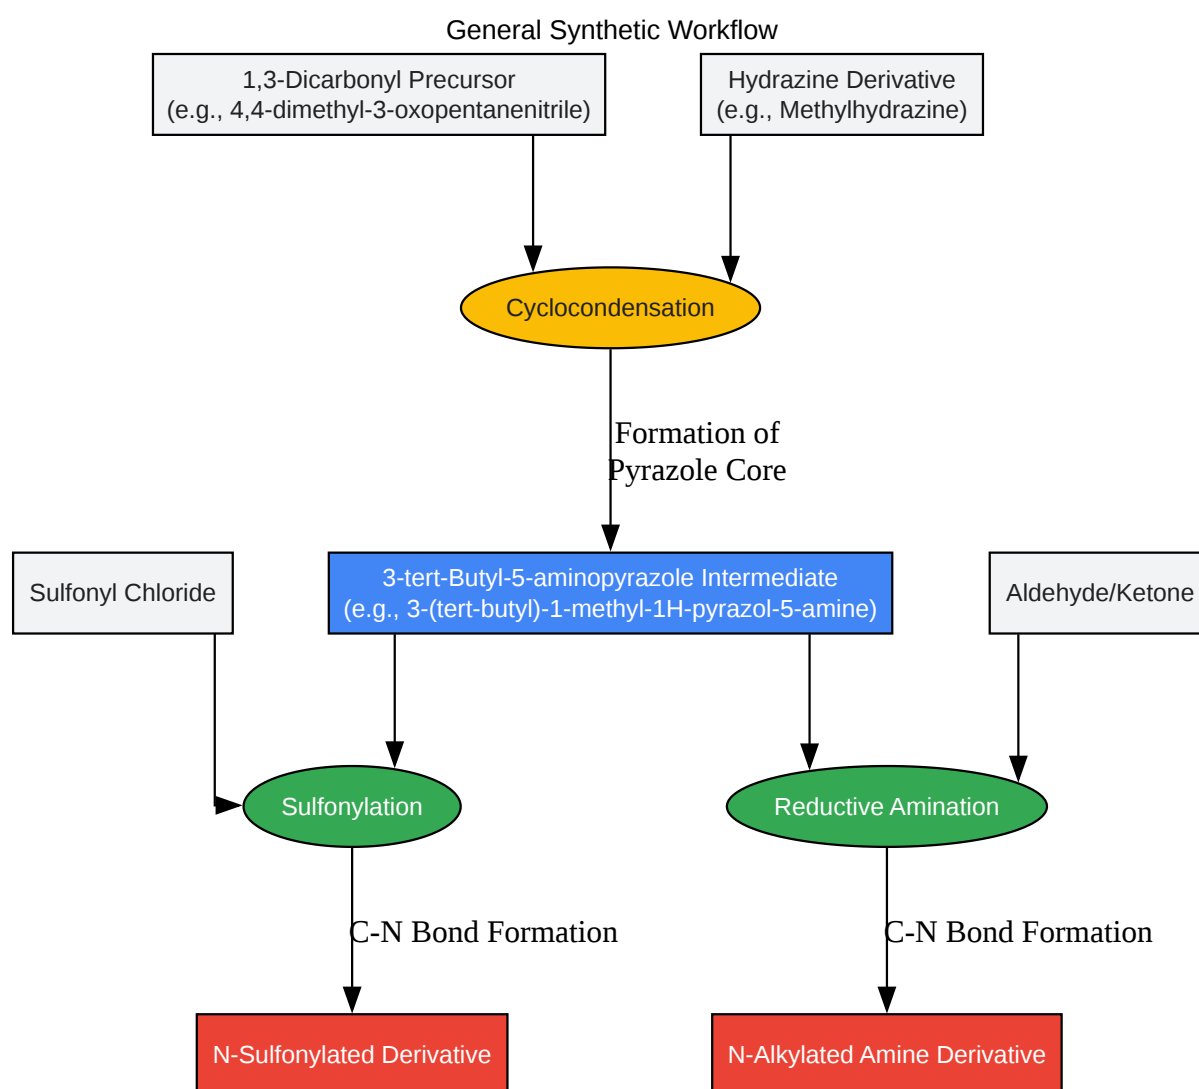 General Synthetic Workflow
1,3-Dicarbonyl Precursor
(e.g., 4,4-dimethyl-3-oxopentanenitrile)
Hydrazine Derivative
(e.g., Methylhydrazine)
Cyclocondensation
Formation of
Pyrazole Core
Sulfonyl Chloride
3-tert-Butyl-5-aminopyrazole Intermediate
(e.g., 3-(tert-butyl)-1-methyl-1H-pyrazol-5-amine)
Aldehyde/Ketone
Sulfonylation
Reductive Amination
C-N Bond Formation
C-N Bond Formation
N-Sulfonylated Derivative
N-Alkylated Amine Derivative